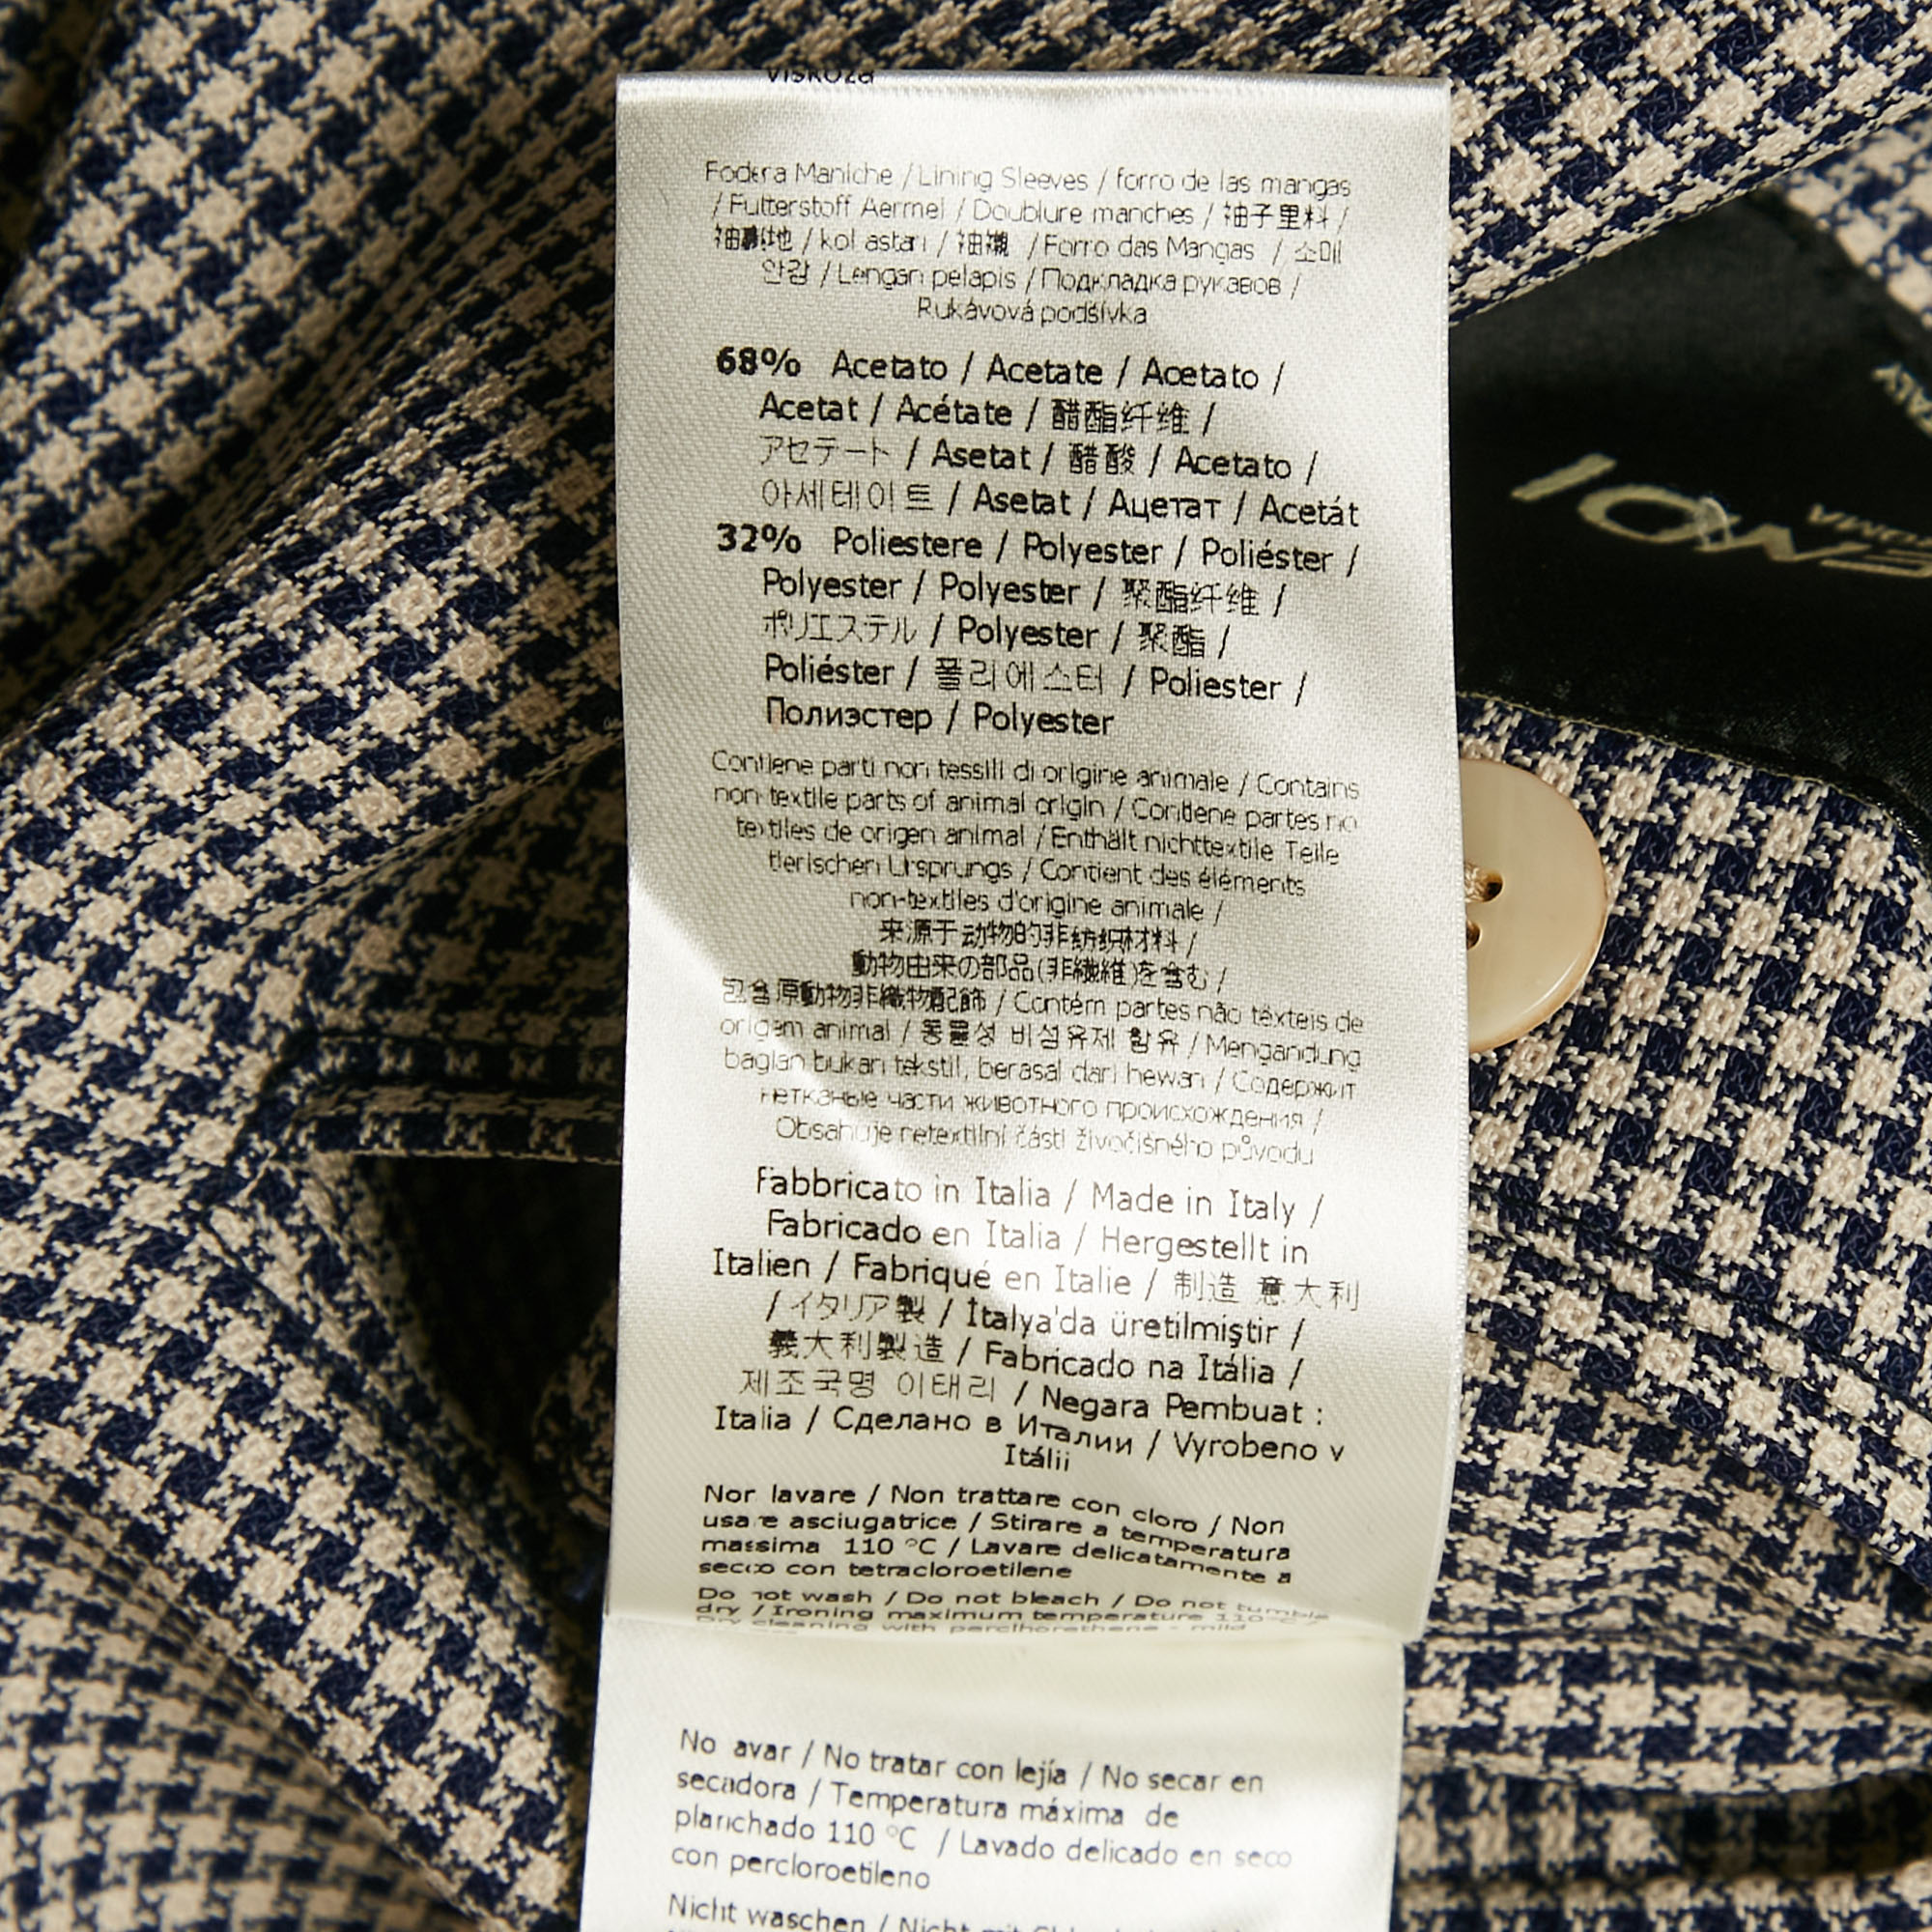 viskoza
Fodera Maniche / Lining Sleeves / forro de las mangas
/ Futterstoff Aermel / Doublure manches / 袖子里料 /
/ kol astarı / 袖襯 / Forro das Mangas / 소매
안감 / Lengan pelapis / Подкладка рукавов /
Rukávová podšívka
68% Acetato / Acetate / Acetato /
Acetat / Acétate / 醋酯纤维 /
アセテート / Asetat / 醋酸 / Acetato /
아세테이트 / Asetat / Ацетат / Acetát
32% Poliestere / Polyester / Poliéster /
Polyester / Polyester / 聚酯纤维 /
ポリエステル / Polyester / 聚酯 /
Poliéster / 폴리에스터 / Poliester /
Полиэстер / Polyester
Contiene parti non tessili di origine animale / Contains
non-textile parts of animal origin / Contiene partes no
textiles de origen animal / Enthält nichttextile Teile
tierischen Ursprungs / Contient des éléments
non-textiles d'origine animale /
来源于动物的非纺织材料 /
動物由来の部品(非繊維)を含む /
包含原動物非織物配飾 / Contém partes não têxteis de
origem animal / 동물성 비섬유제 함유 / Mengandung
bagian bukan tekstil, berasal dari hewan / Содержит
нетканые части животного происхождения /
Obsahuje netextilní části živočišného původu
Fabbricato in Italia / Made in Italy /
Fabricado en Italia / Hergestellt in
Italien / Fabriqué en Italie / 制造 意大利
/ イタリア製 / İtalya'da üretilmiştir /
義大利製造 / Fabricado na Itália /
제조국명 이태리 / Negara Pembuat :
Italia / Сделано в Италии / Vyrobeno v
Itálii
Non lavare / Non trattare con cloro / Non
usare asciugatrice / Stirare a temperatura
massima 110 °C / Lavare delicatamente a
secco con tetracloroetilene
Do not wash / Do not bleach / Do not tumble
dry / Ironing maximum temperature 110 °C /
Dry cleaning with perclhorethene - mild
No lavar / No tratar con lejía / No secar en
secadora / Temperatura máxima de
planchado 110 °C / Lavado delicado en seco
con percloroetileno
Nicht waschen / Nicht mit